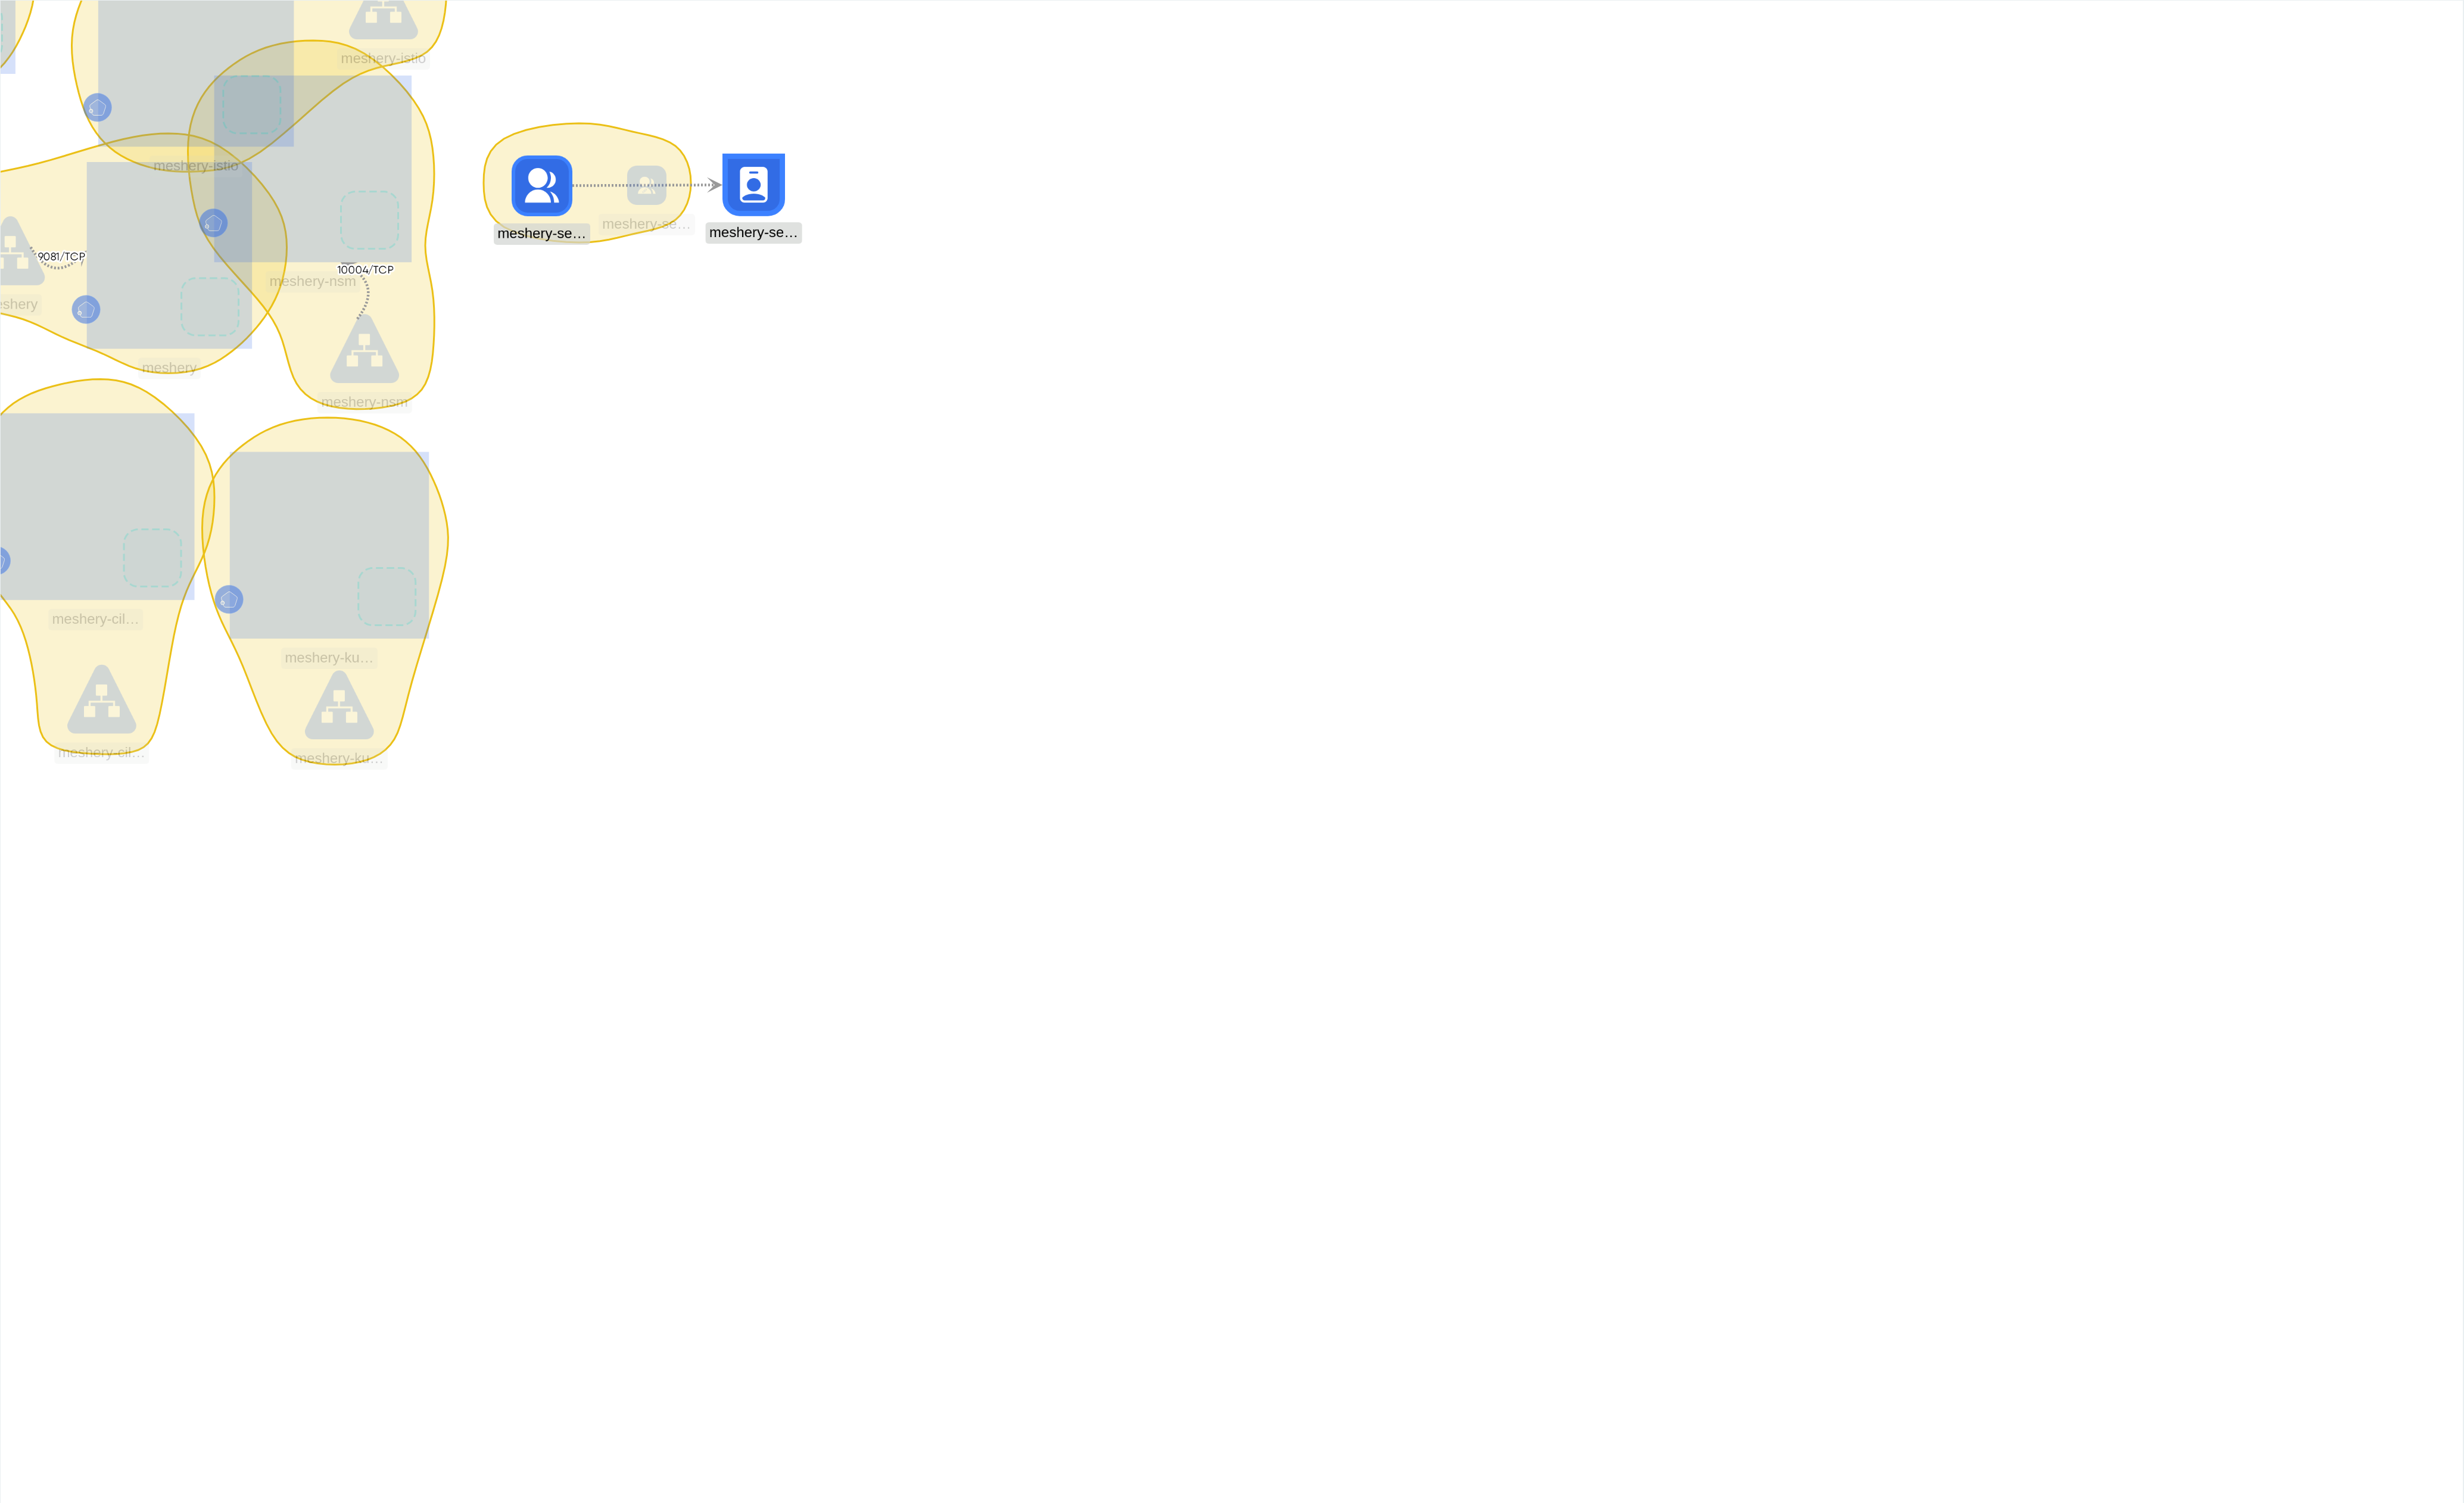 meshery-istio
meshery-istio
meshery-se…
meshery-se…
meshery-se…
9081/TCP
10004/TCP
meshery-nsm
eshery
meshery
meshery-nsm
meshery-cil…
meshery-ku…
meshery-cil…
meshery-ku…